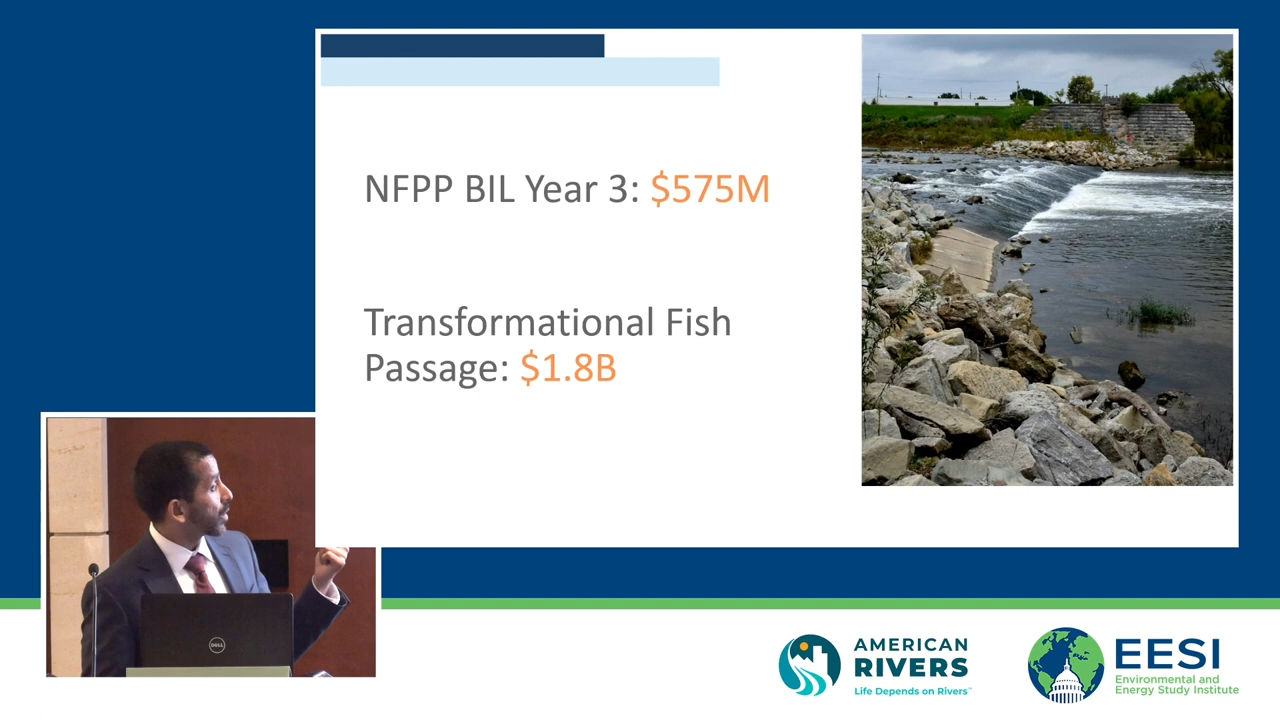 NFPP BIL Year 3: $575M
Transformational Fish
Passage: $1.8B
DELL
AMERICAN
RIVERS
Life Depends on Rivers™
EESI
Environmental and
Energy Study Institute